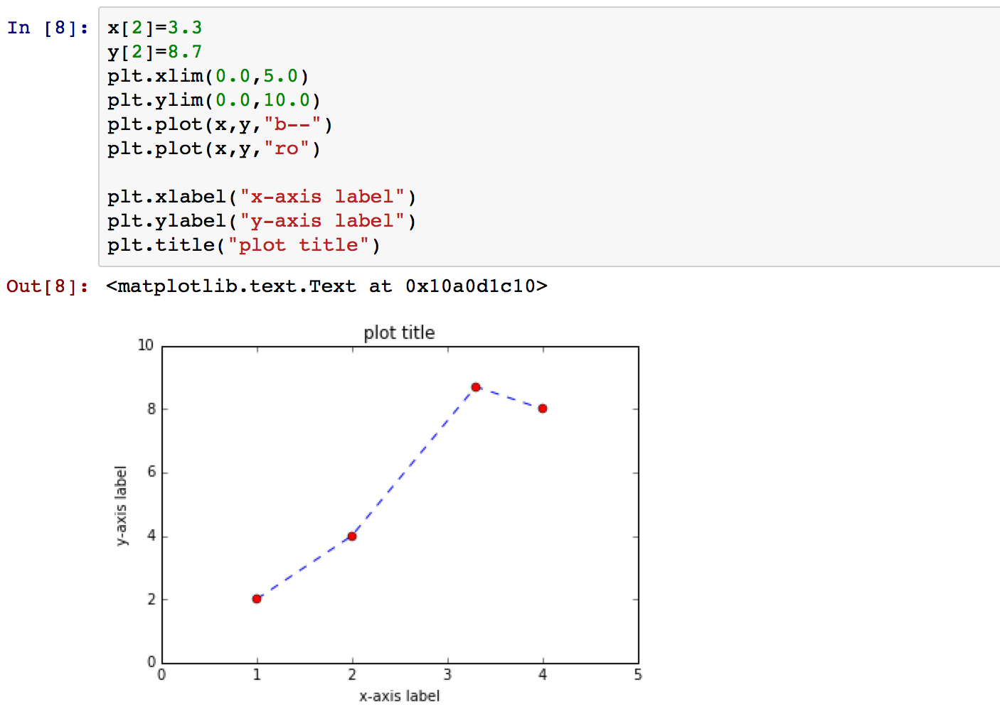 In [8]: x[2]=3.3
y[2]=8.7
plt.xlim(0.0,5.0)
plt.ylim(0.0,10.0)
plt.plot(x,y,"b--")
plt.plot(x,y,"ro")
plt.xlabel("x-axis label")
plt.ylabel("y-axis label")
plt.title("plot title")
Out[8]: <matplotlib.text.Text at 0x10a0d1c10>
plot title
10
8
6
4
2
0
y-axis label
0 1 2 3 4 5
x-axis label